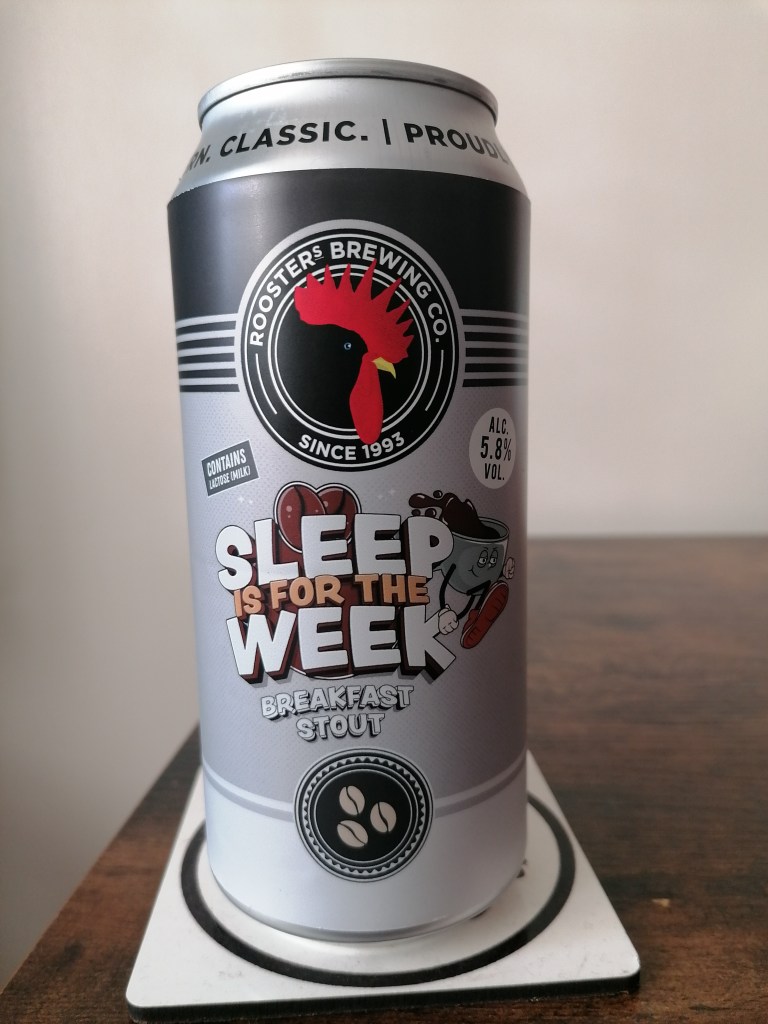 CLASSIC. | 
ROOSTERS BREWING CO.
SINCE 1993
CONTAINS
LACTOSE (MILK)
ALC.
5.8%
VOL.
SLEEP
IS FOR THE
WEEK
BREAKFAST
STOUT